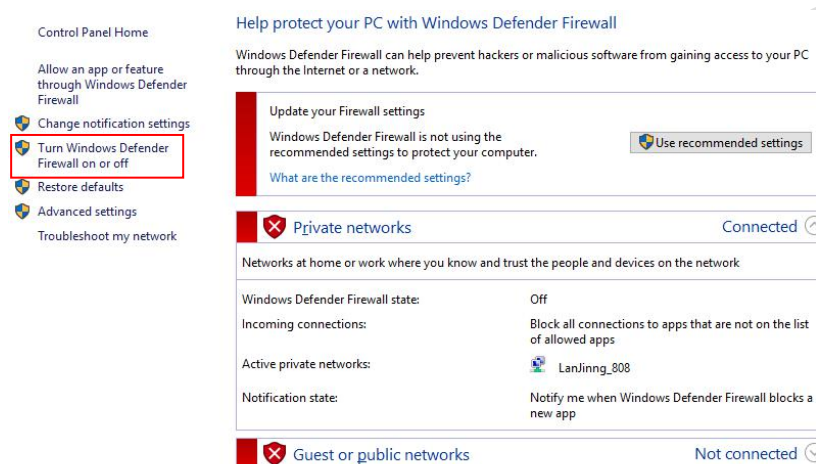 Control Panel Home
Allow an app or feature
through Windows Defender
Firewall
Change notification settings
Turn Windows Defender
Firewall on or off
Restore defaults
Advanced settings
Troubleshoot my network
Help protect your PC with Windows Defender Firewall
Windows Defender Firewall can help prevent hackers or malicious software from gaining access to your PC
through the Internet or a network.
Update your Firewall settings
Windows Defender Firewall is not using the
recommended settings to protect your computer.
Use recommended settings
What are the recommended settings?
Private networks Connected
Networks at home or work where you know and trust the people and devices on the network
Windows Defender Firewall state: Off
Incoming connections: Block all connections to apps that are not on the list
of allowed apps
Active private networks: LanJinng_808
Notification state: Notify me when Windows Defender Firewall blocks a
new app
Guest or public networks Not connected